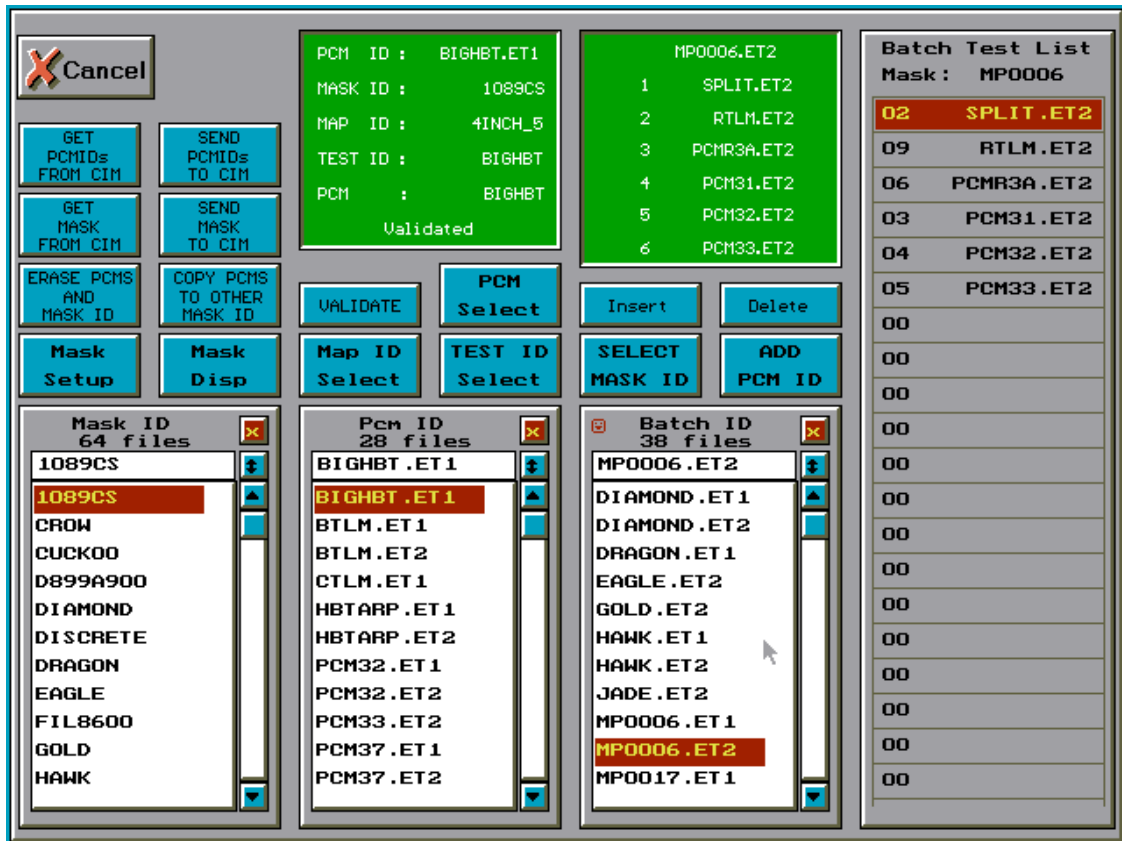 Cancel
GET
PCMIDs
FROM CIM
SEND
PCMIDs
TO CIM
GET
MASK
FROM CIM
SEND
MASK
TO CIM
ERASE PCMS
AND
MASK ID
COPY PCMS
TO OTHER
MASK ID
Mask
Setup
Mask
Disp
PCM ID : BIGHBT.ET1
MASK ID : 1089CS
MAP ID : 4INCH_5
TEST ID : BIGHBT
PCM : BIGHBT
Validated
VALIDATE
PCM
Select
Map ID
Select
TEST ID
Select
MP0006.ET2
1 SPLIT.ET2
2 RTLM.ET2
3 PCMR3A.ET2
4 PCM31.ET2
5 PCM32.ET2
6 PCM33.ET2
Insert
Delete
SELECT
MASK ID
ADD
PCM ID
Mask ID
64 files
1089CS
1089CS
CROW
CUCKOO
D899A900
DIAMOND
DISCRETE
DRAGON
EAGLE
FIL8600
GOLD
HAWK
Pcm ID
28 files
BIGHBT.ET1
BIGHBT.ET1
BTLM.ET1
BTLM.ET2
CTLM.ET1
HBTARP.ET1
HBTARP.ET2
PCM32.ET1
PCM32.ET2
PCM33.ET2
PCM37.ET1
PCM37.ET2
Batch ID
38 files
MP0006.ET2
DIAMOND.ET1
DIAMOND.ET2
DRAGON.ET1
EAGLE.ET2
GOLD.ET2
HAWK.ET1
HAWK.ET2
JADE.ET2
MP0006.ET1
MP0006.ET2
MP0017.ET1
Batch Test List
Mask: MP0006
02 SPLIT.ET2
09 RTLM.ET2
06 PCMR3A.ET2
03 PCM31.ET2
04 PCM32.ET2
05 PCM33.ET2
00
00
00
00
00
00
00
00
00
00
00
00
00
00